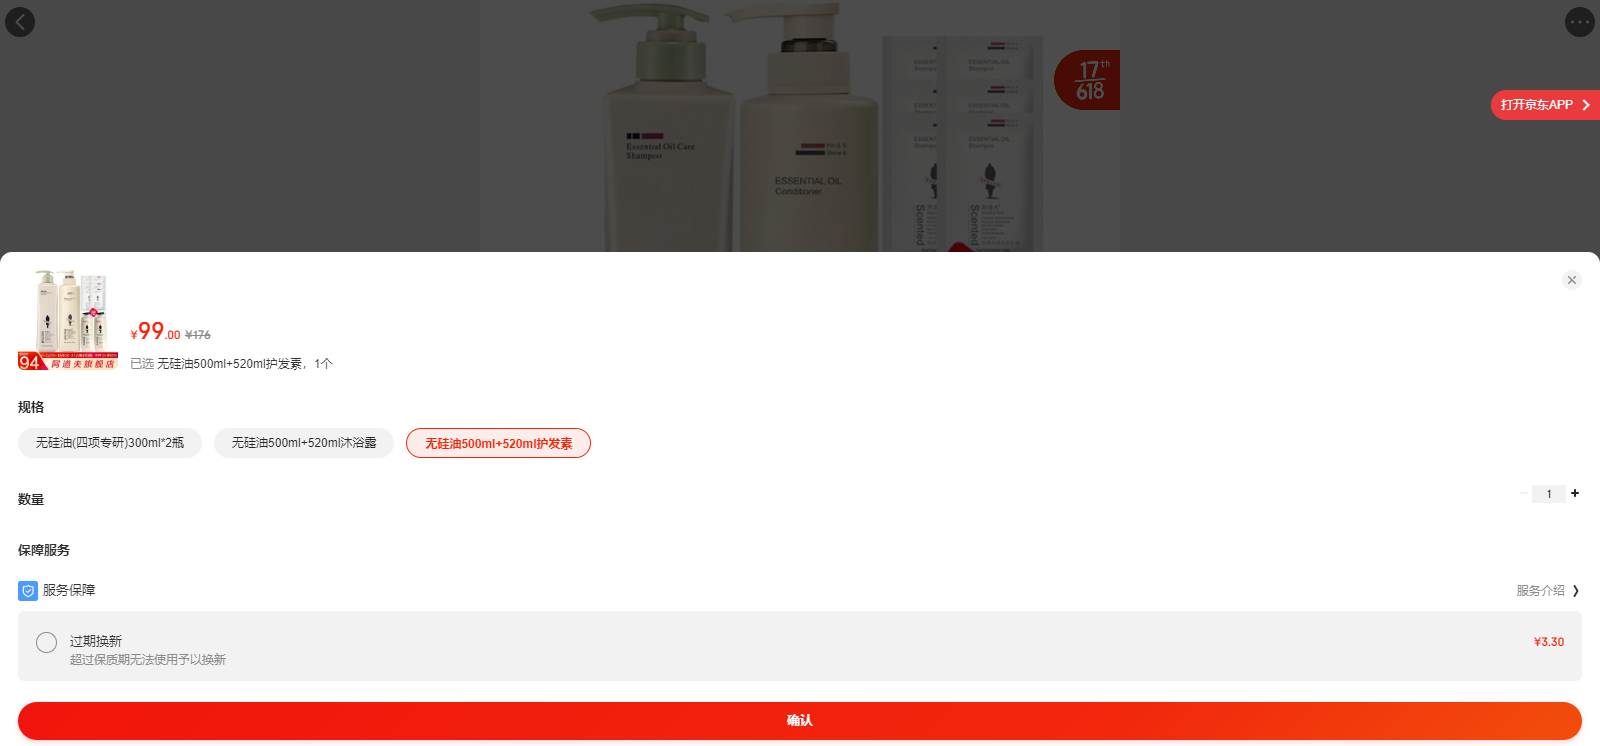 17th
618
打开京东APP
Essential Oil Care
Shampoo
ESSENTIAL OIL
Conditioner
ESSENTIAL OIL
Shampoo
Scented
Scented
94
阿道夫旗舰店
¥99.00 ¥176
已选 无硅油500ml+520ml护发素，1个
规格
无硅油(四项专研)300ml*2瓶
无硅油500ml+520ml沐浴露
无硅油500ml+520ml护发素
数量
1
保障服务
服务保障
服务介绍
过期换新
¥3.30
超过保质期无法使用予以换新
确认